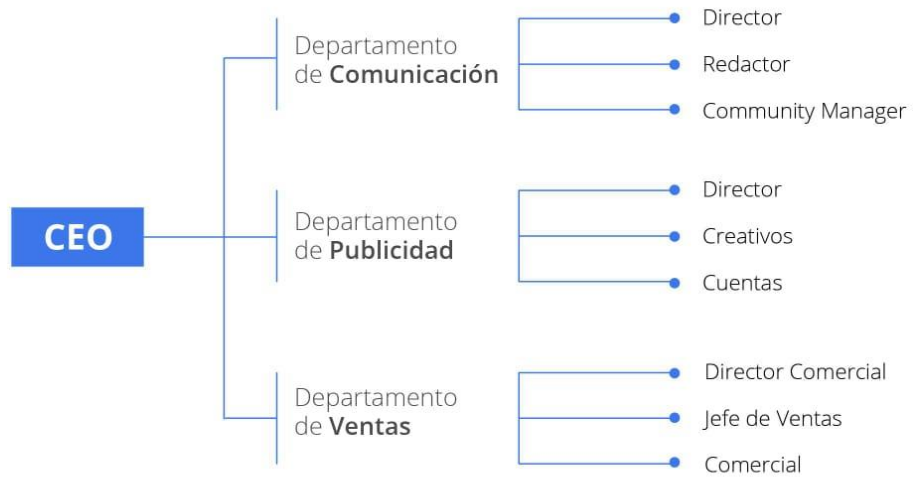 CEO
Departamento
de Comunicación
Director
Redactor
Community Manager
Departamento
de Publicidad
Director
Creativos
Cuentas
Departamento
de Ventas
Director Comercial
Jefe de Ventas
Comercial